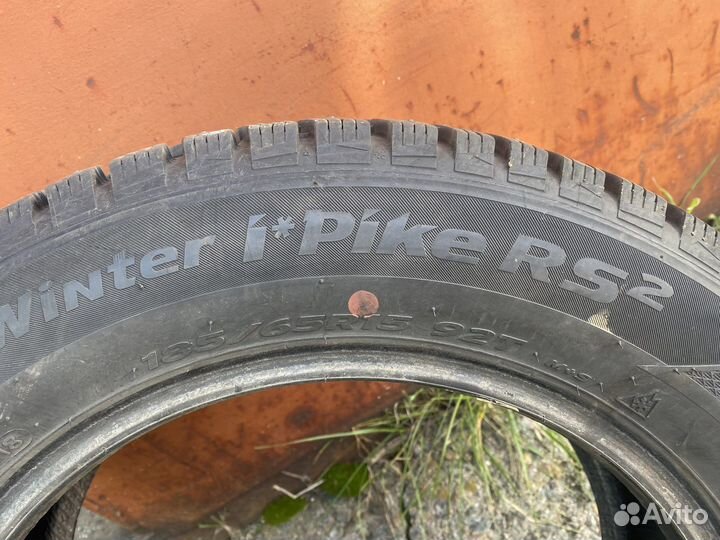 Winter i*Pike RS2
185/65R15 92T M+S
Avito